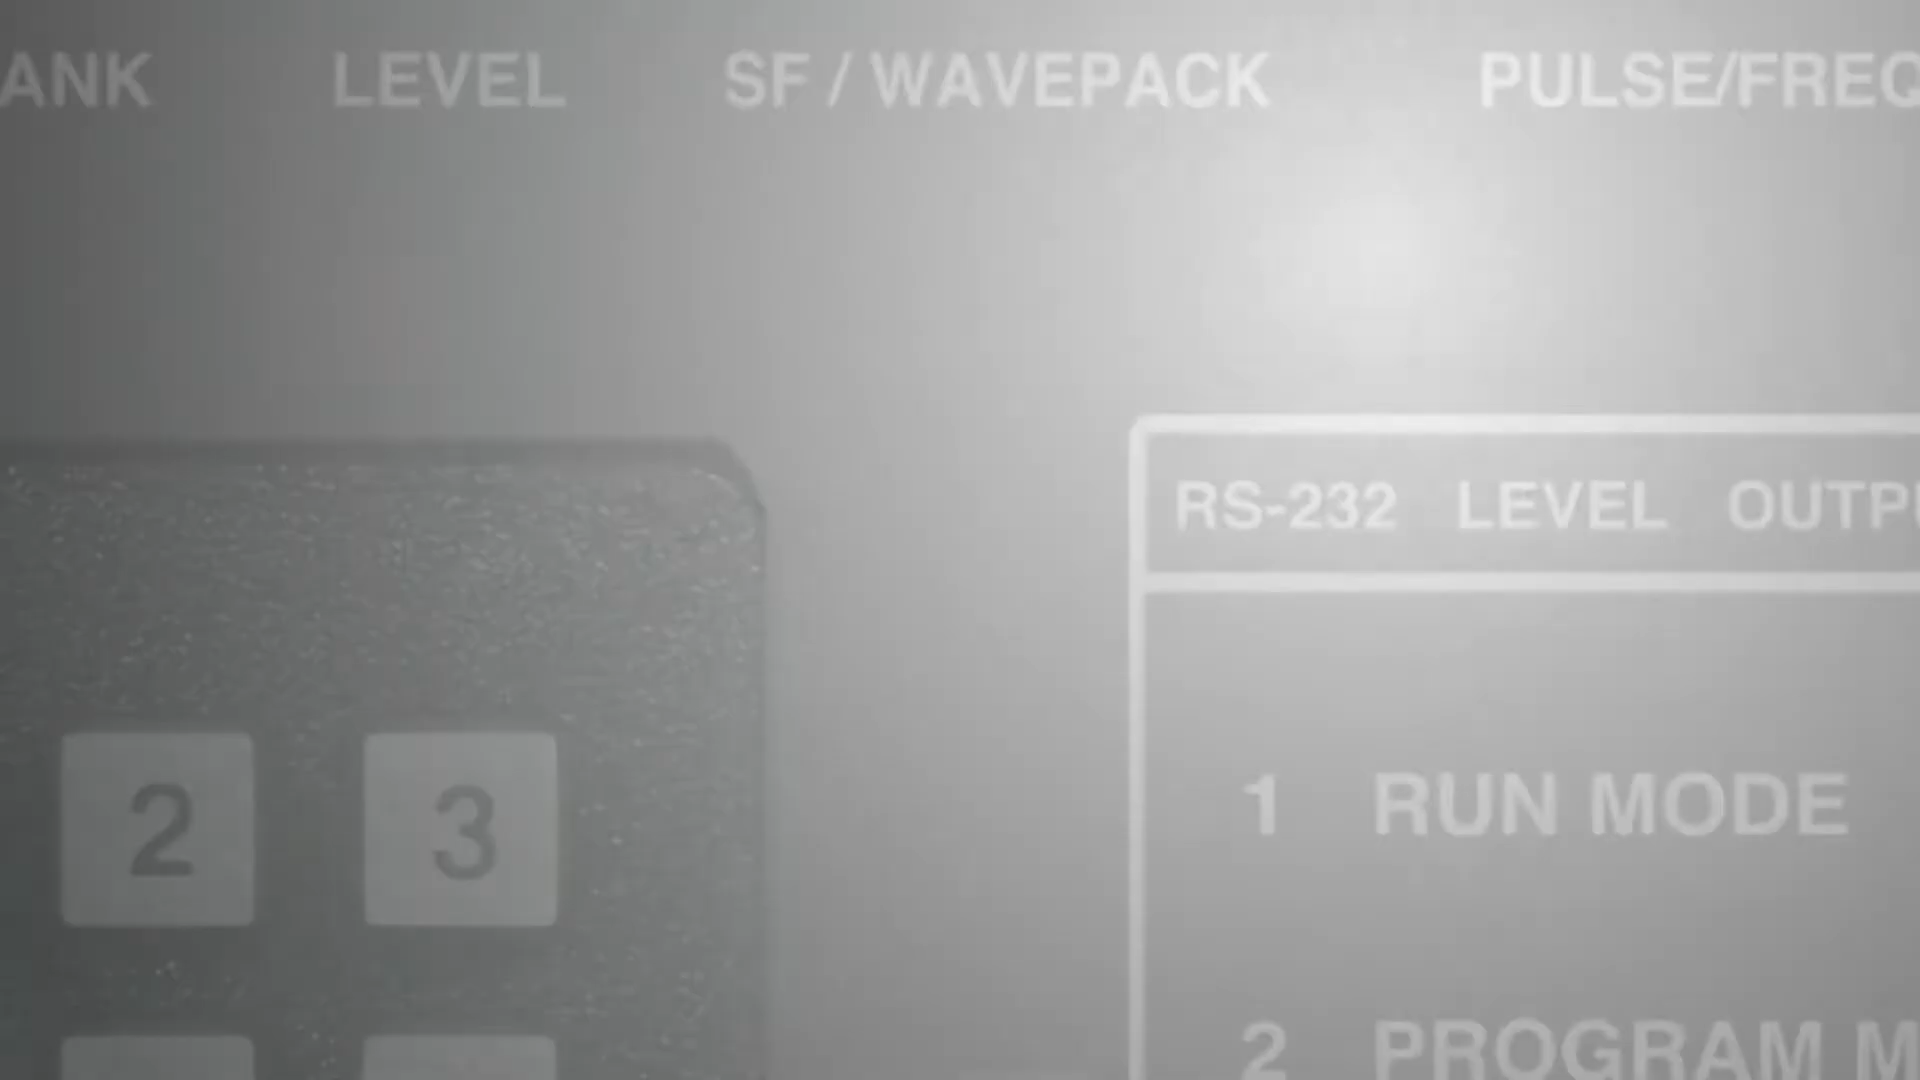 ANK LEVEL SF / WAVEPACK PULSE/FREQ
RS-232 LEVEL OUTPU
2 3
1 RUN MODE
2 PROGRAM M